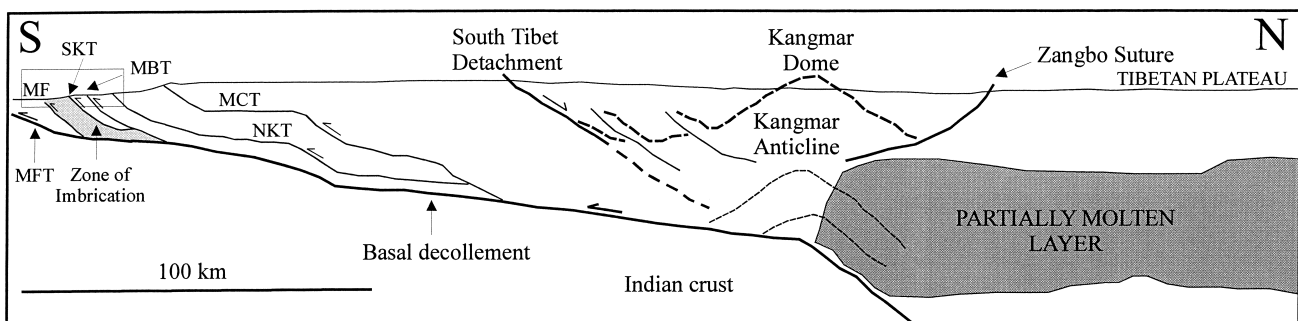 S
N
SKT
MBT
MF
South Tibet
Detachment
Kangmar
Dome
Zangbo Suture
TIBETAN PLATEAU
MCT
NKT
Kangmar
Anticline
MFT
Zone of
Imbrication
Basal decollement
PARTIALLY MOLTEN
LAYER
100 km
Indian crust